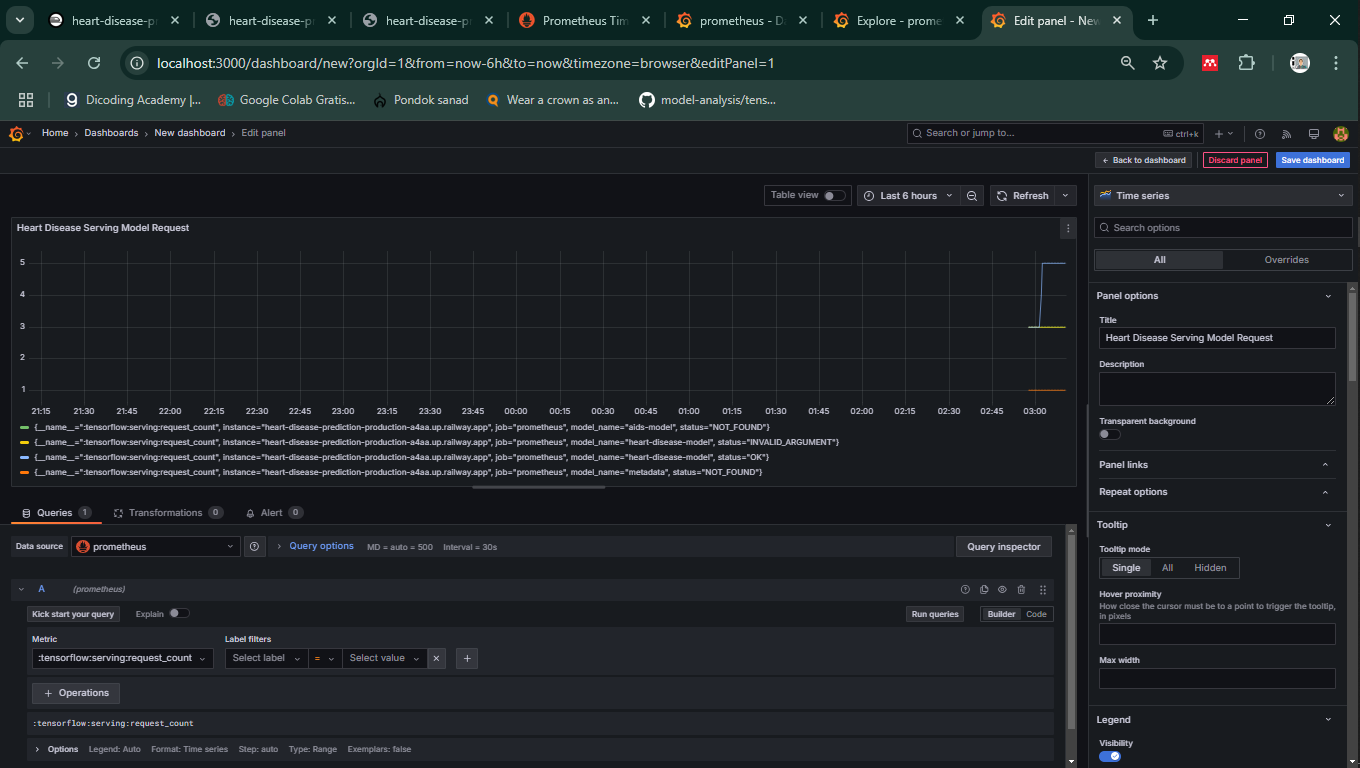 heart-disease-p
heart-disease-p
heart-disease-p
Prometheus Tim
prometheus - Da
Explore - prome
Edit panel - New
localhost:3000/dashboard/new?orgId=1&from=now-6h&to=now&timezone=browser&editPanel=1
Dicoding Academy |...
Google Colab Gratis...
Pondok sanad
Wear a crown as an...
model-analysis/tens...
Home › Dashboards › New dashboard › Edit panel
Search or jump to...
ctrl+k
Back to dashboard
Discard panel
Save dashboard
Table view
Last 6 hours
Refresh
Time series
Heart Disease Serving Model Request
5
4
3
2
1
21:15 21:30 21:45 22:00 22:15 22:30 22:45 23:00 23:15 23:30 23:45 00:00 00:15 00:30 00:45 01:00 01:15 01:30 01:45 02:00 02:15 02:30 02:45 03:00
{__name__=":tensorflow:serving:request_count", instance="heart-disease-prediction-production-a4aa.up.railway.app", job="prometheus", model_name="aids-model", status="NOT_FOUND"}
{__name__=":tensorflow:serving:request_count", instance="heart-disease-prediction-production-a4aa.up.railway.app", job="prometheus", model_name="heart-disease-model", status="INVALID_ARGUMENT"}
{__name__=":tensorflow:serving:request_count", instance="heart-disease-prediction-production-a4aa.up.railway.app", job="prometheus", model_name="heart-disease-model", status="OK"}
{__name__=":tensorflow:serving:request_count", instance="heart-disease-prediction-production-a4aa.up.railway.app", job="prometheus", model_name="metadata", status="NOT_FOUND"}
Queries 1
Transformations 0
Alert 0
Data source
prometheus
Query options
MD = auto = 500
Interval = 30s
Query inspector
A
(prometheus)
Kick start your query
Explain
Run queries
Builder
Code
Metric
Label filters
:tensorflow:serving:request_count
Select label
=
Select value
Operations
:tensorflow:serving:request_count
Options
Legend: Auto
Format: Time series
Step: auto
Type: Range
Exemplars: false
Search options
All
Overrides
Panel options
Title
Heart Disease Serving Model Request
Description
Transparent background
Panel links
Repeat options
Tooltip
Tooltip mode
Single
All
Hidden
Hover proximity
How close the cursor must be to a point to trigger the tooltip,
in pixels
Max width
Legend
Visibility